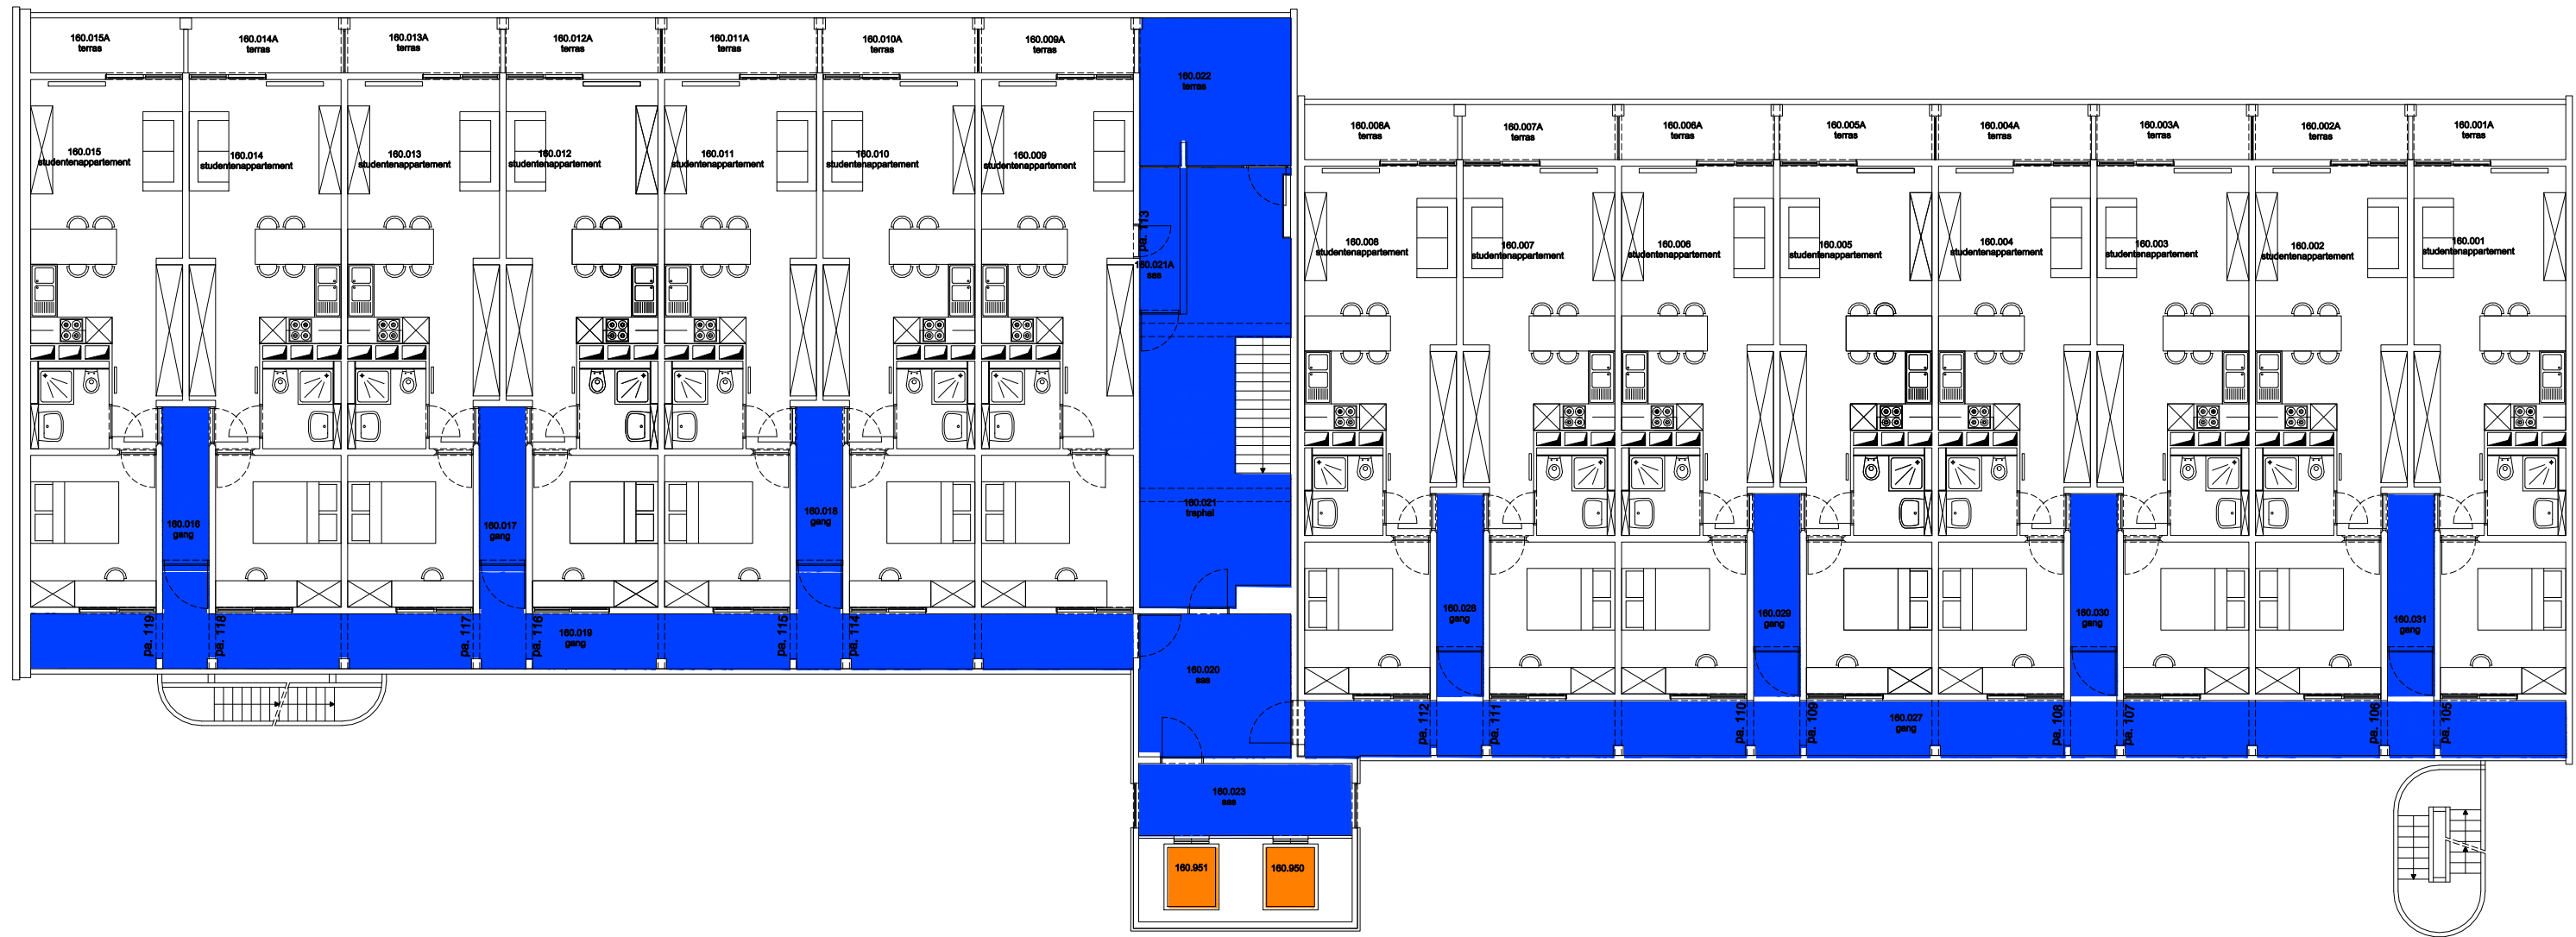 160.015A
terras
160.014A
terras
160.013A
terras
160.012A
terras
160.011A
terras
160.010A
terras
160.009A
terras
160.022
terras
160.008A
terras
160.007A
terras
160.006A
terras
160.005A
terras
160.004A
terras
160.003A
terras
160.002A
terras
160.001A
terras
160.015
studentenappartement
160.014
studentenappartement
160.013
studentenappartement
160.012
studentenappartement
160.011
studentenappartement
160.010
studentenappartement
160.009
studentenappartement
pa. 113
160.021A
sas
160.008
studentenappartement
160.007
studentenappartement
160.006
studentenappartement
160.005
studentenappartement
160.004
studentenappartement
160.003
studentenappartement
160.002
studentenappartement
160.001
studentenappartement
160.016
gang
160.017
gang
160.018
gang
160.021
traphal
160.028
gang
160.029
gang
160.030
gang
160.031
gang
pa. 119
pa. 118
pa. 117
pa. 116
160.019
gang
pa. 115
pa. 114
160.020
sas
pa. 112
pa. 111
pa. 110
pa. 109
160.027
gang
pa. 108
pa. 107
pa. 106
pa. 105
160.023
sas
160.951
160.950